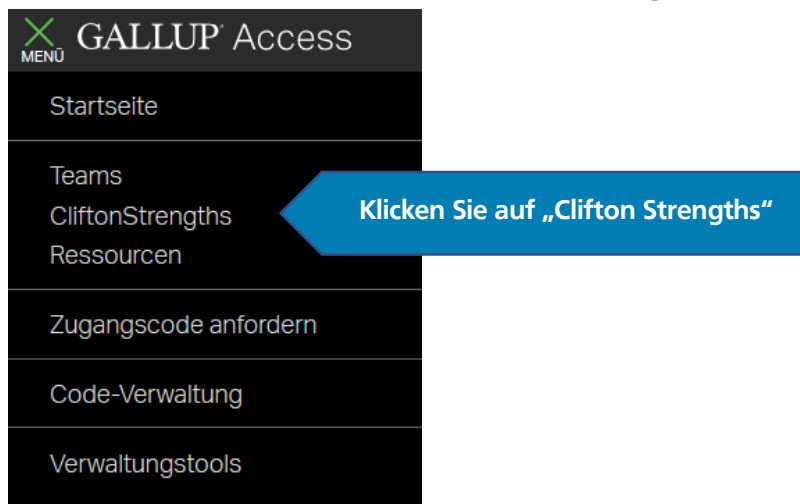 GALLUP® Access
MENÜ
Startseite
Teams
CliftonStrengths
Klicken Sie auf „Clifton Strengths“
Ressourcen
Zugangscode anfordern
Code-Verwaltung
Verwaltungstools